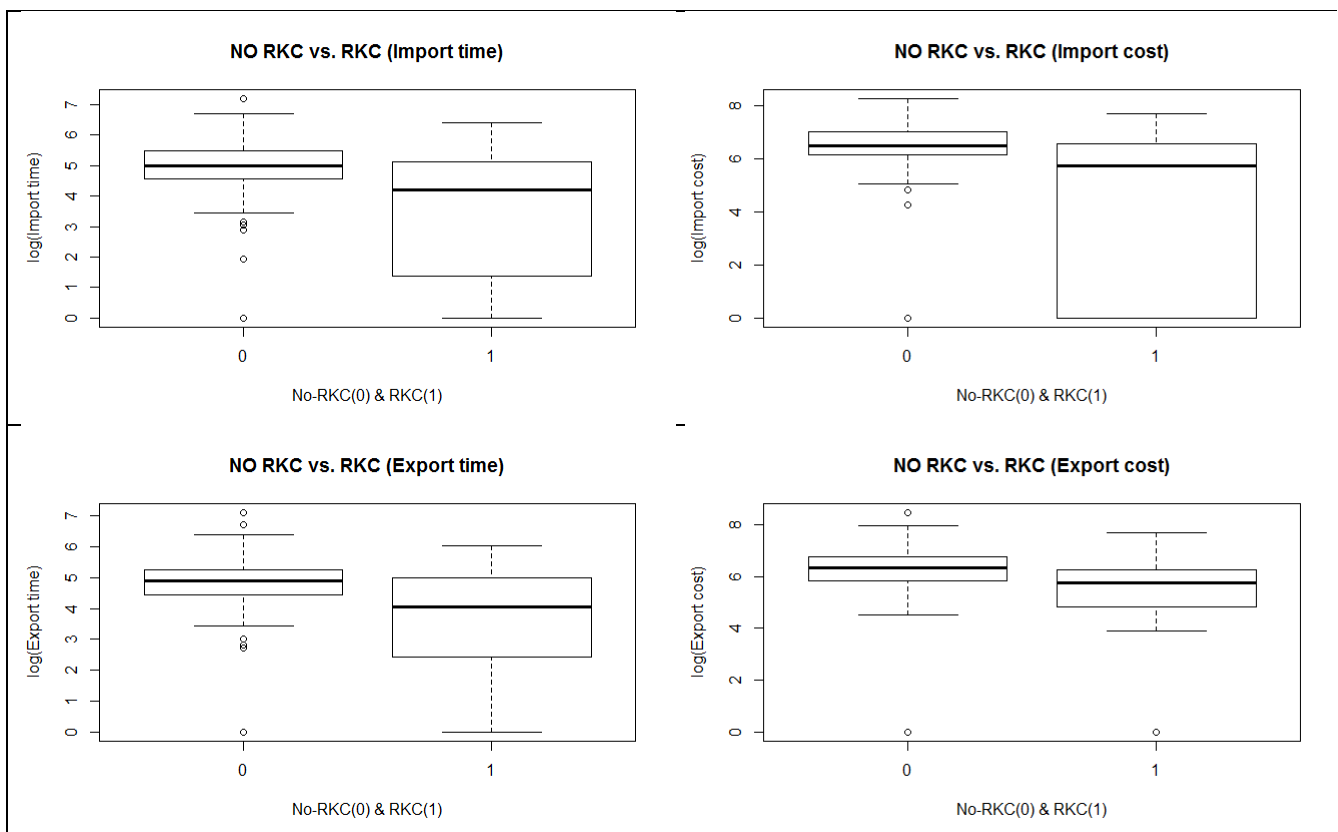 NO RKC vs. RKC (Import time)
log(Import time)
7
6
5
4
3
2
1
0
0 1
No-RKC(0) & RKC(1)
NO RKC vs. RKC (Import cost)
log(Import cost)
8
6
4
2
0
0 1
No-RKC(0) & RKC(1)
NO RKC vs. RKC (Export time)
log(Export time)
7
6
5
4
3
2
1
0
0 1
No-RKC(0) & RKC(1)
NO RKC vs. RKC (Export cost)
log(Export cost)
8
6
4
2
0
0 1
No-RKC(0) & RKC(1)